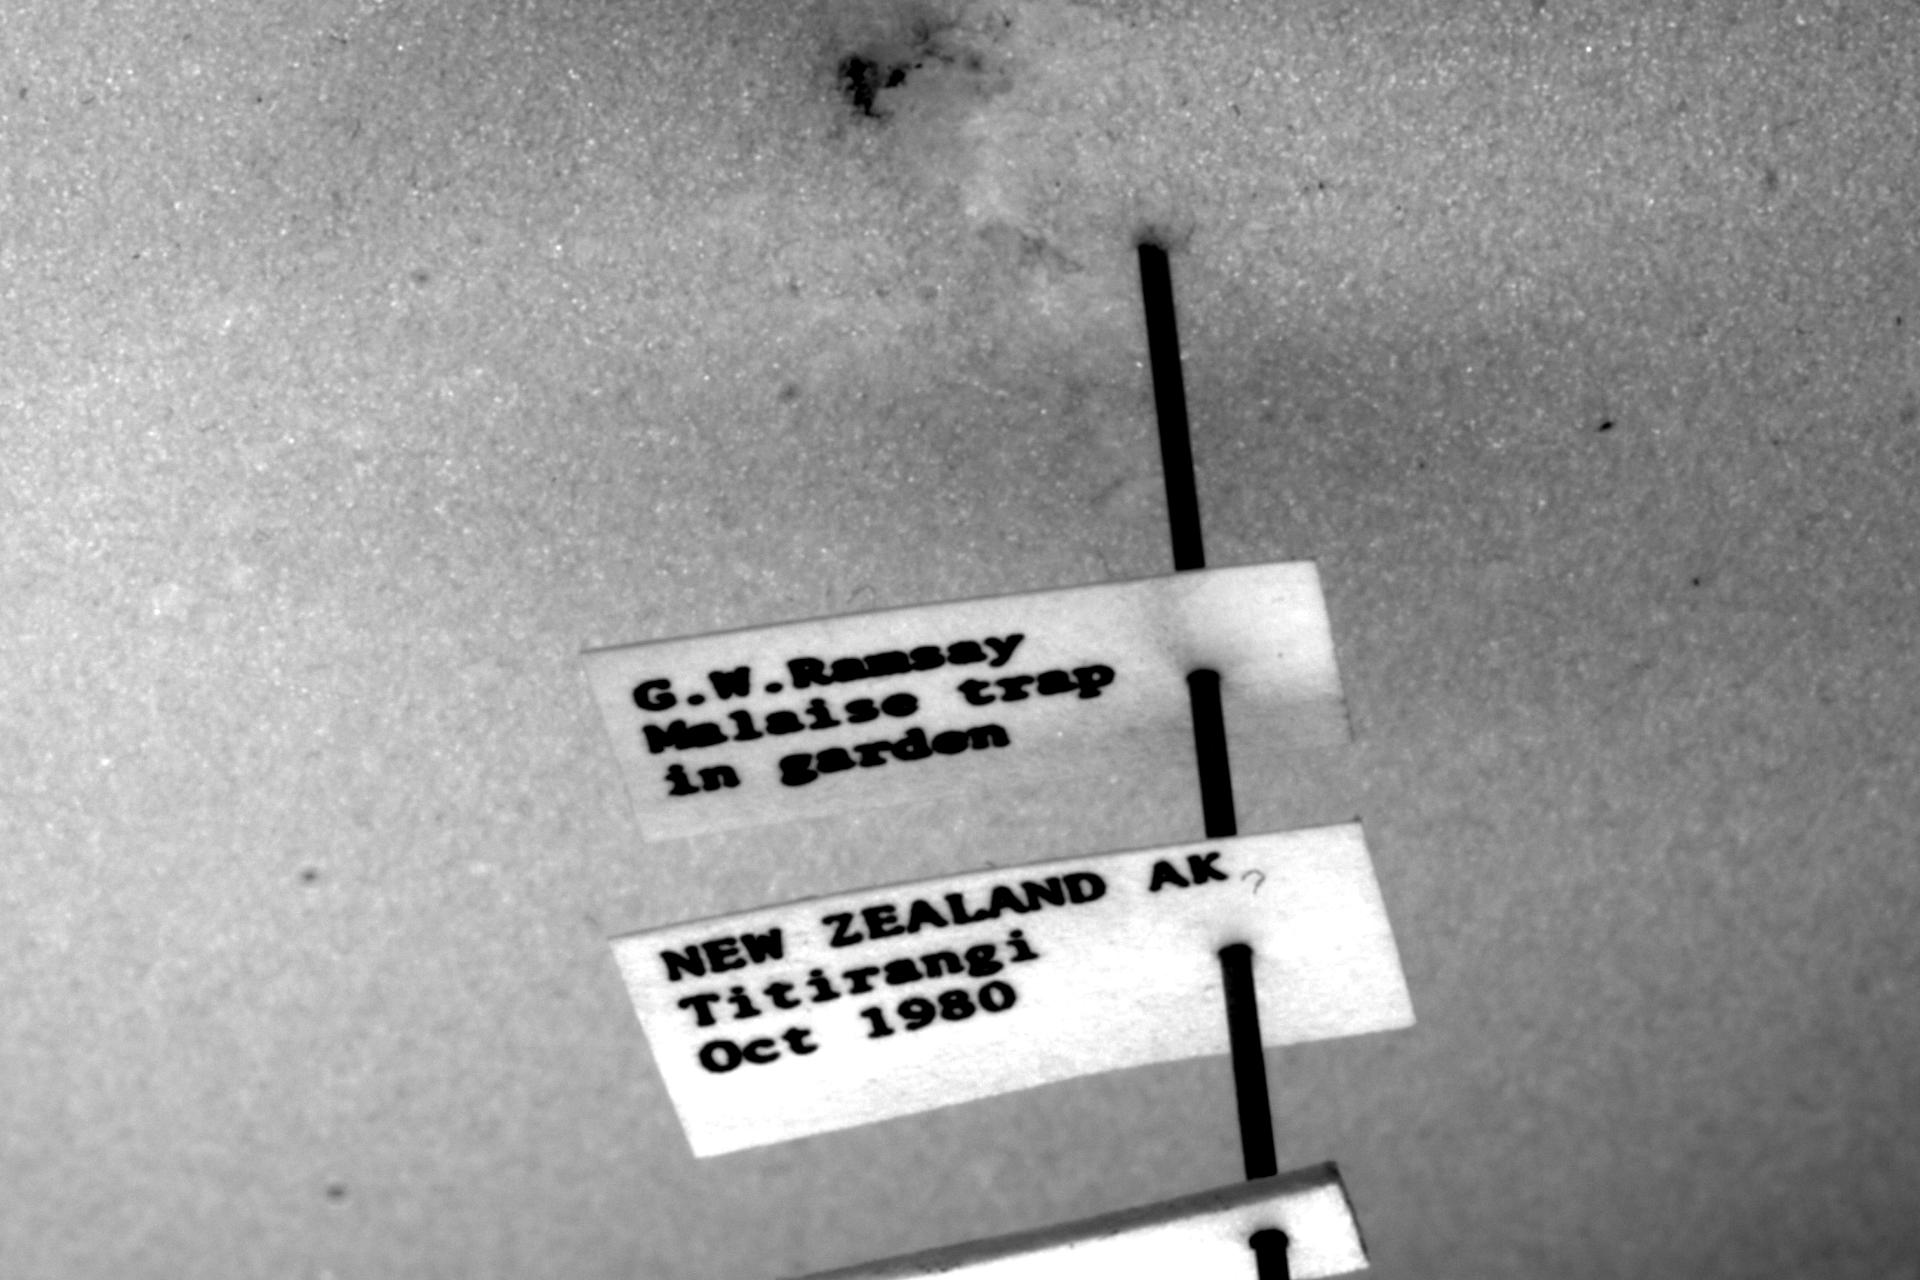 G.W.Ramsay
Malaise trap
in garden
NEW ZEALAND AK ?
Titirangi
Oct 1980